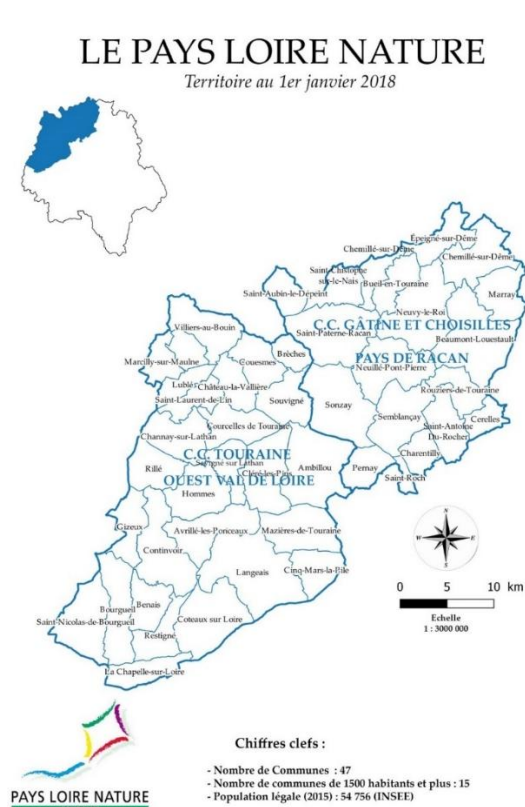 LE PAYS LOIRE NATURE
Territoire au 1er janvier 2018
Épeigné-sur-Dême
Chemillé-sur-Dême
Chemillé-sur-Dême
Saint-Christophe
sur-le-Nais
Bueil-en-Touraine
Marray
Saint-Aubin-le-Dépeint
Neuvy-le-Roi
C.C. GÂTINE ET CHOISILLES
Villiers-au-Bouin
Saint-Paterne-Racan
Beaumont-Louestault
Brèches
PAYS DE RACAN
Marcilly-sur-Maulne
Couesmes
Neuillé-Pont-Pierre
Lublé
Château-la-Vallière
Rouziers-de-Touraine
Saint-Laurent-de-Lin
Souvigné
Sonzay
Semblançay
Cerelles
Saint-Antoine
Du-Rocher
Courcelles de Touraine
Channay-sur-Lathan
C.C. TOURAINE
Charentilly
Rillé
Ambillou
Pernay
Saint-Roch
OUEST VAL DE LOIRE
Hommes
Gizeux
Avrillé-les-Ponceaux
Mazières-de-Touraine
Continvoir
Langeais
Cinq-Mars-la-Pile
Bourgueil
Benais
Saint-Nicolas-de-Bourgueil
Coteaux sur Loire
Restigné
La Chapelle-sur-Loire
N
W
E
S
0 5 10 km
Echelle
1 : 3000 000
PAYS LOIRE NATURE
Chiffres clefs :
- Nombre de Communes : 47
- Nombre de communes de 1500 habitants et plus : 15
- Population légale (2015) : 54 756 (INSEE)